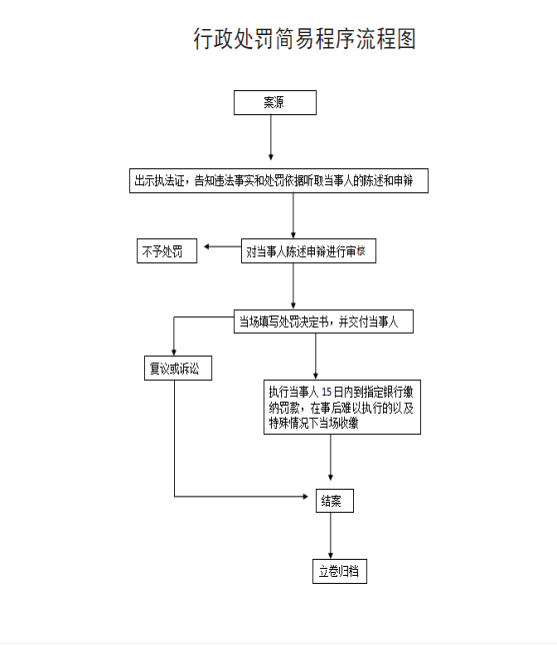 行政处罚简易程序流程图
案源
出示执法证，告知违法事实和处罚依据听取当事人的陈述和申辩
不予处罚
对当事人陈述申辩进行审核
当场填写处罚决定书，并交付当事人
复议或诉讼
执行当事人 15 日内到指定银行缴
纳罚款，在事后难以执行的以及
特殊情况下当场收缴
结案
立卷归档